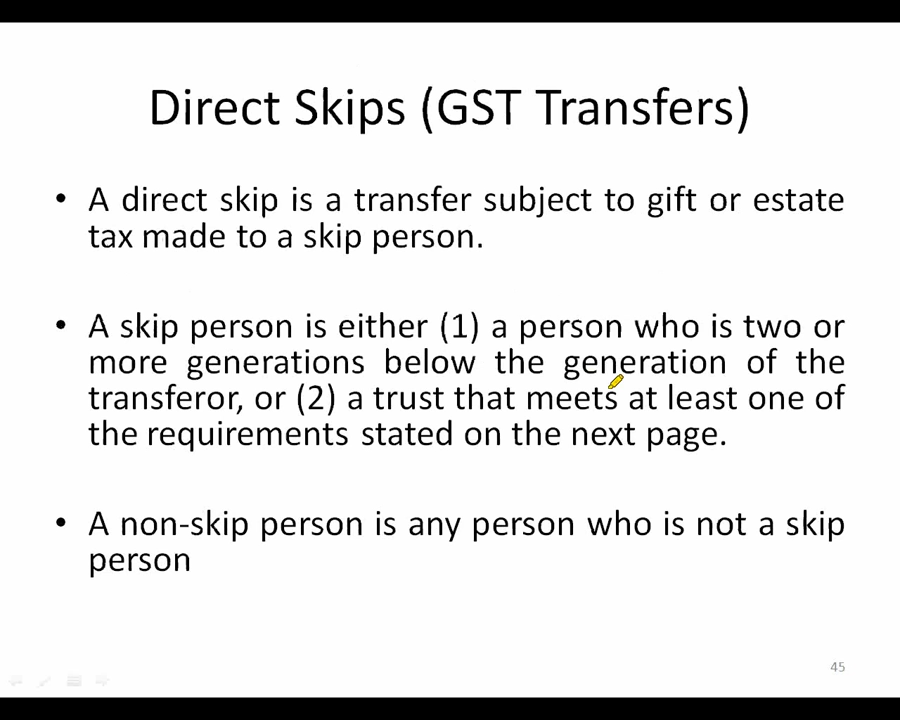 Direct Skips (GST Transfers)
• A direct skip is a transfer subject to gift or estate
tax made to a skip person.
• A skip person is either (1) a person who is two or
more generations below the generation of the
transferor, or (2) a trust that meets at least one of
the requirements stated on the next page.
• A non-skip person is any person who is not a skip
person
45